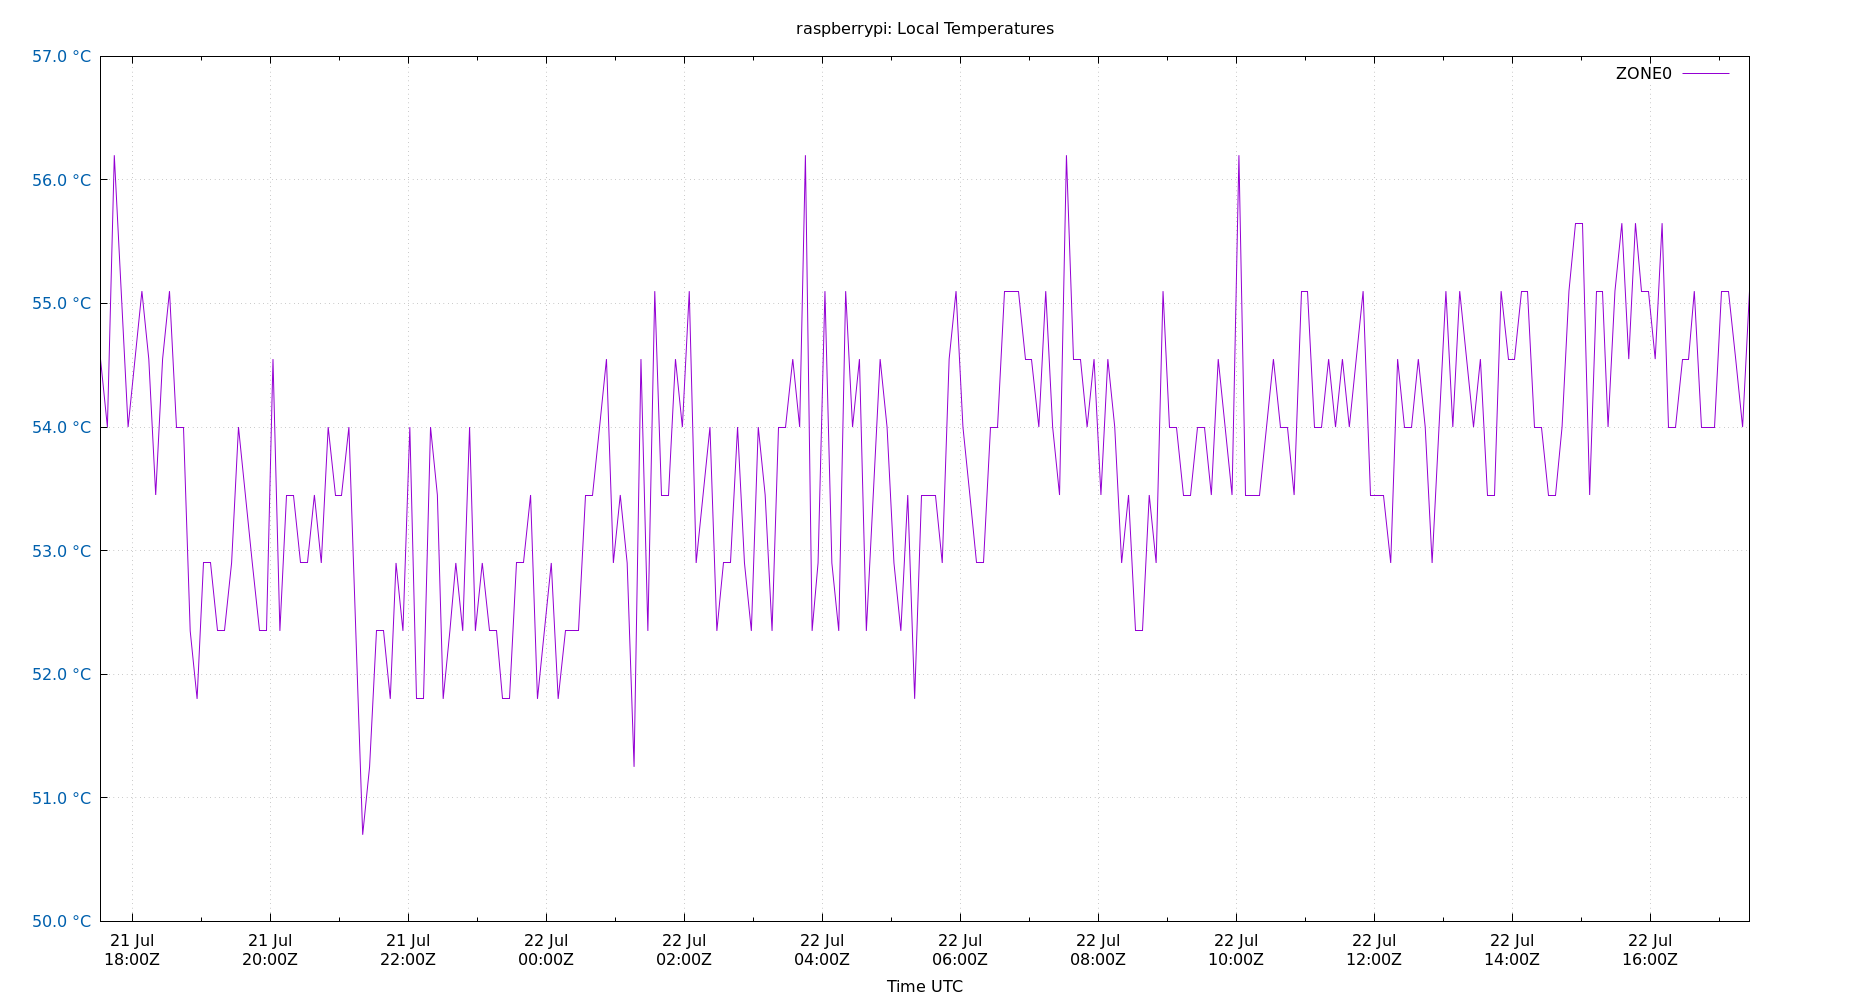 raspberrypi: Local Temperatures
57.0 °C
ZONE0
56.0 °C
55.0 °C
54.0 °C
53.0 °C
52.0 °C
51.0 °C
50.0 °C
21 Jul 21 Jul 21 Jul 22 Jul 22 Jul 22 Jul 22 Jul 22 Jul 22 Jul 22 Jul 22 Jul 22 Jul
18:00Z 20:00Z 22:00Z 00:00Z 02:00Z 04:00Z 06:00Z 08:00Z 10:00Z 12:00Z 14:00Z 16:00Z
Time UTC